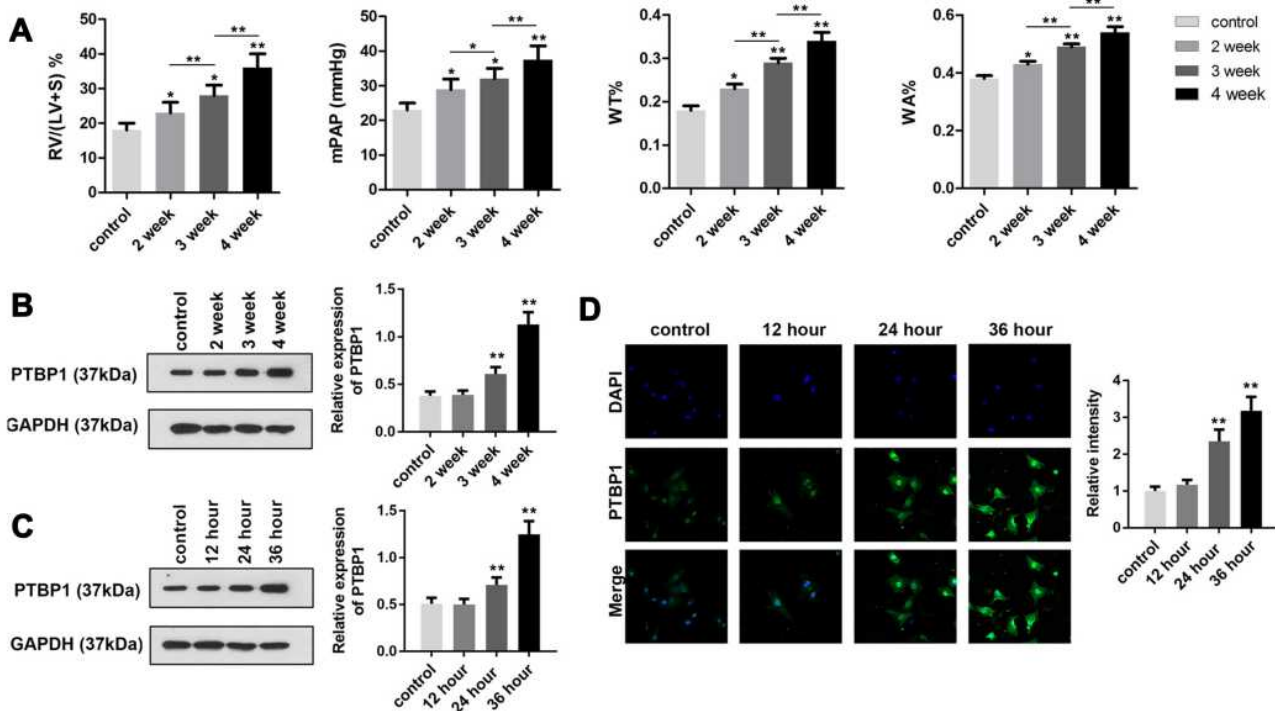 A
RV/(LV+S) %
50
40
30
20
10
0
*
*
**
**
**
control
2 week
3 week
4 week
mPAP (mmHg)
60
40
20
0
*
*
**
*
**
control
2 week
3 week
4 week
WT%
0.4
0.3
0.2
0.1
0.0
*
**
**
**
**
control
2 week
3 week
4 week
WA%
0.6
0.4
0.2
0.0
*
**
**
**
**
control
2 week
3 week
4 week
control
2 week
3 week
4 week
B
control
2 week
3 week
4 week
PTBP1 (37kDa)
GAPDH (37kDa)
Relative expression
of PTBP1
1.5
1.0
0.5
0.0
**
**
control
2 week
3 week
4 week
C
control
12 hour
24 hour
36 hour
PTBP1 (37kDa)
GAPDH (37kDa)
Relative expression
of PTBP1
1.5
1.0
0.5
0.0
**
**
control
12 hour
24 hour
36 hour
D
control
12 hour
24 hour
36 hour
DAPI
PTBP1
Merge
Relative intensity
4
3
2
1
0
**
**
control
12 hour
24 hour
36 hour